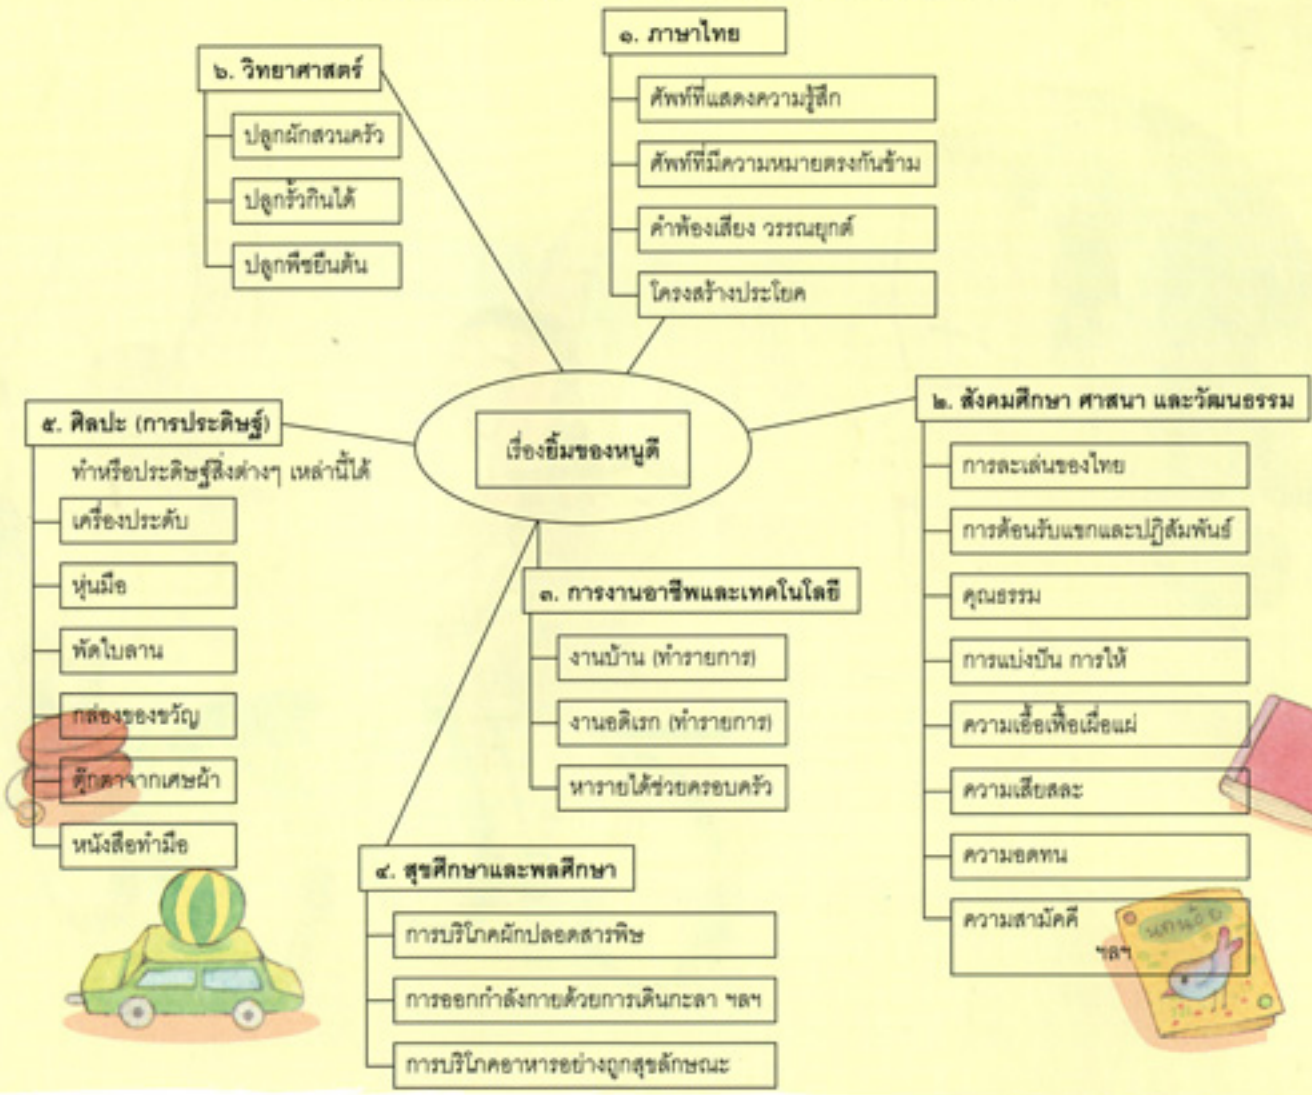 ๑. ภาษาไทย
ศัพท์ที่แสดงความรู้สึก
ศัพท์ที่มีความหมายตรงกันข้าม
คำพ้องเสียง วรรณยุกต์
โครงสร้างประโยค
๖. วิทยาศาสตร์
ปลูกผักสวนครัว
ปลูกรั้วกินได้
ปลูกพืชยืนต้น
เรื่องยิ้มของหนูดี
๒. สังคมศึกษา ศาสนา และวัฒนธรรม
การละเล่นของไทย
การต้อนรับแขกและปฏิสัมพันธ์
คุณธรรม
การแบ่งปัน การให้
ความเอื้อเฟื้อเผื่อแผ่
ความเสียสละ
ความอดทน
ความสามัคคี
ฯลฯ
๕. ศิลปะ (การประดิษฐ์)
ทำหรือประดิษฐ์สิ่งต่างๆ เหล่านี้ได้
เครื่องประดับ
หุ่นมือ
พัดใบลาน
กล่องของขวัญ
ตุ๊กตาจากเศษผ้า
หนังสือทำมือ
๓. การงานอาชีพและเทคโนโลยี
งานบ้าน (ทำรายการ)
งานอดิเรก (ทำรายการ)
หารายได้ช่วยครอบครัว
๔. สุขศึกษาและพลศึกษา
การบริโภคผักปลอดสารพิษ
การออกกำลังกายด้วยการเดินกะลา ฯลฯ
การบริโภคอาหารอย่างถูกสุขลักษณะ
นกน้อย